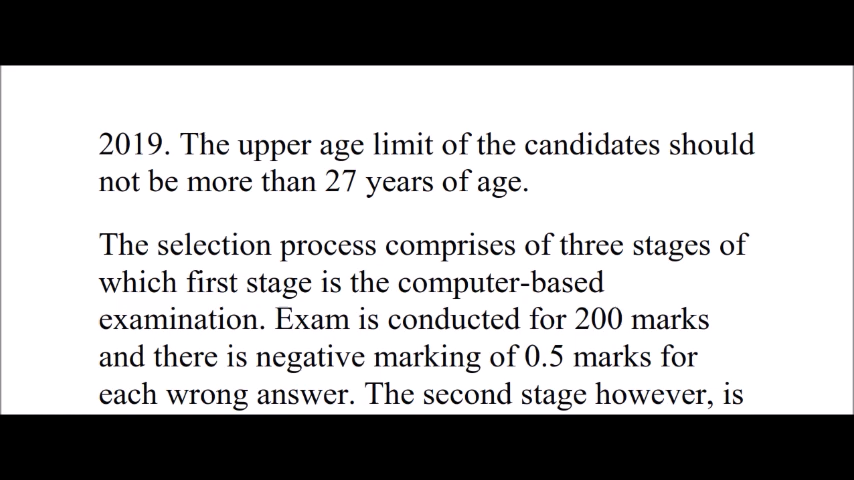 2019. The upper age limit of the candidates should
not be more than 27 years of age.
The selection process comprises of three stages of
which first stage is the computer-based
examination. Exam is conducted for 200 marks
and there is negative marking of 0.5 marks for
each wrong answer. The second stage however, is